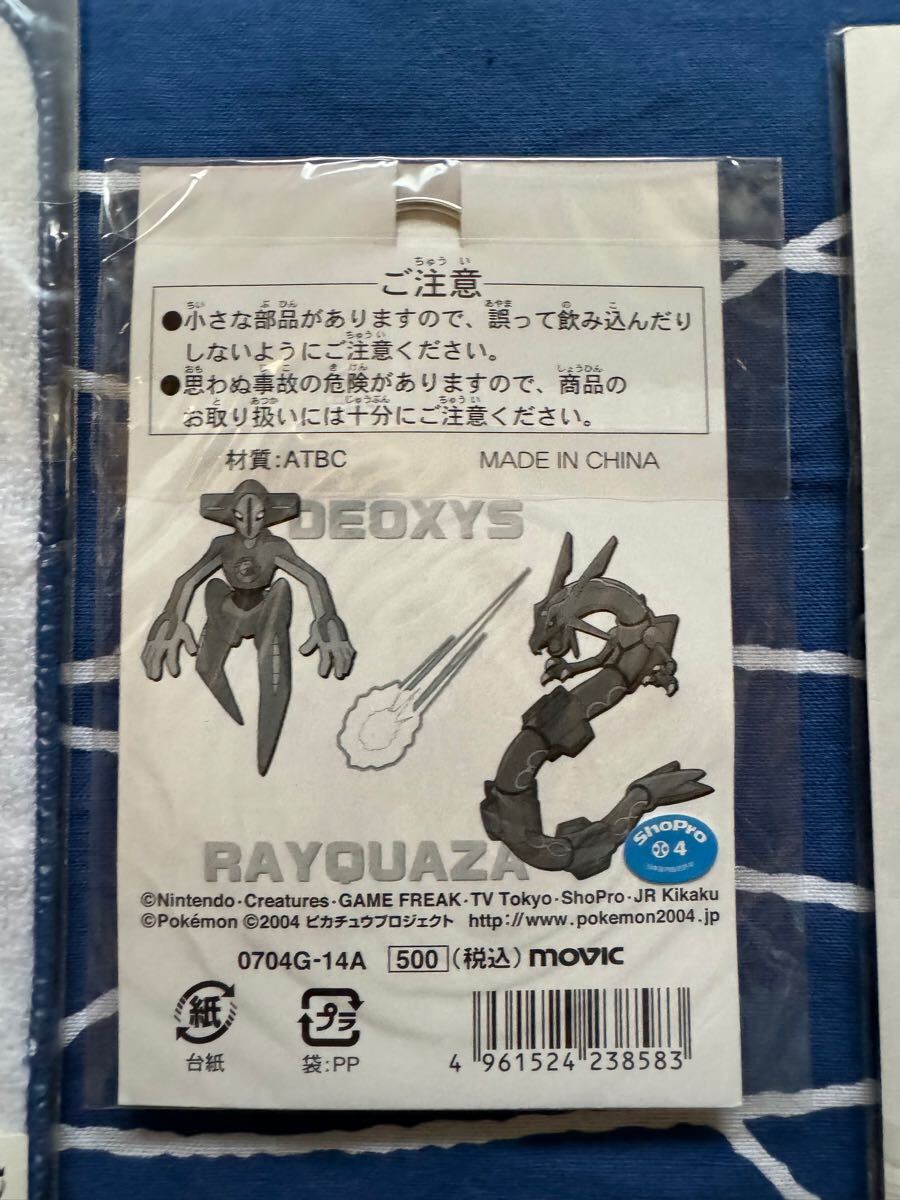 ご注意
●小さな部品がありますので、誤って飲み込んだり
しないようにご注意ください。
●思わぬ事故の危険がありますので、商品の
お取り扱いには十分にご注意ください。
材質:ATBC MADE IN CHINA
DEOXYS
RAYQUAZA
ShoPro
4
©Nintendo・Creatures・GAME FREAK・TV Tokyo・ShoPro・JR Kikaku
©Pokémon ©2004 ピカチュウプロジェクト http://www.pokemon2004.jp
0704G-14A 500 (税込) movic
紙 プラ
台紙 袋:PP
4 961524 238583